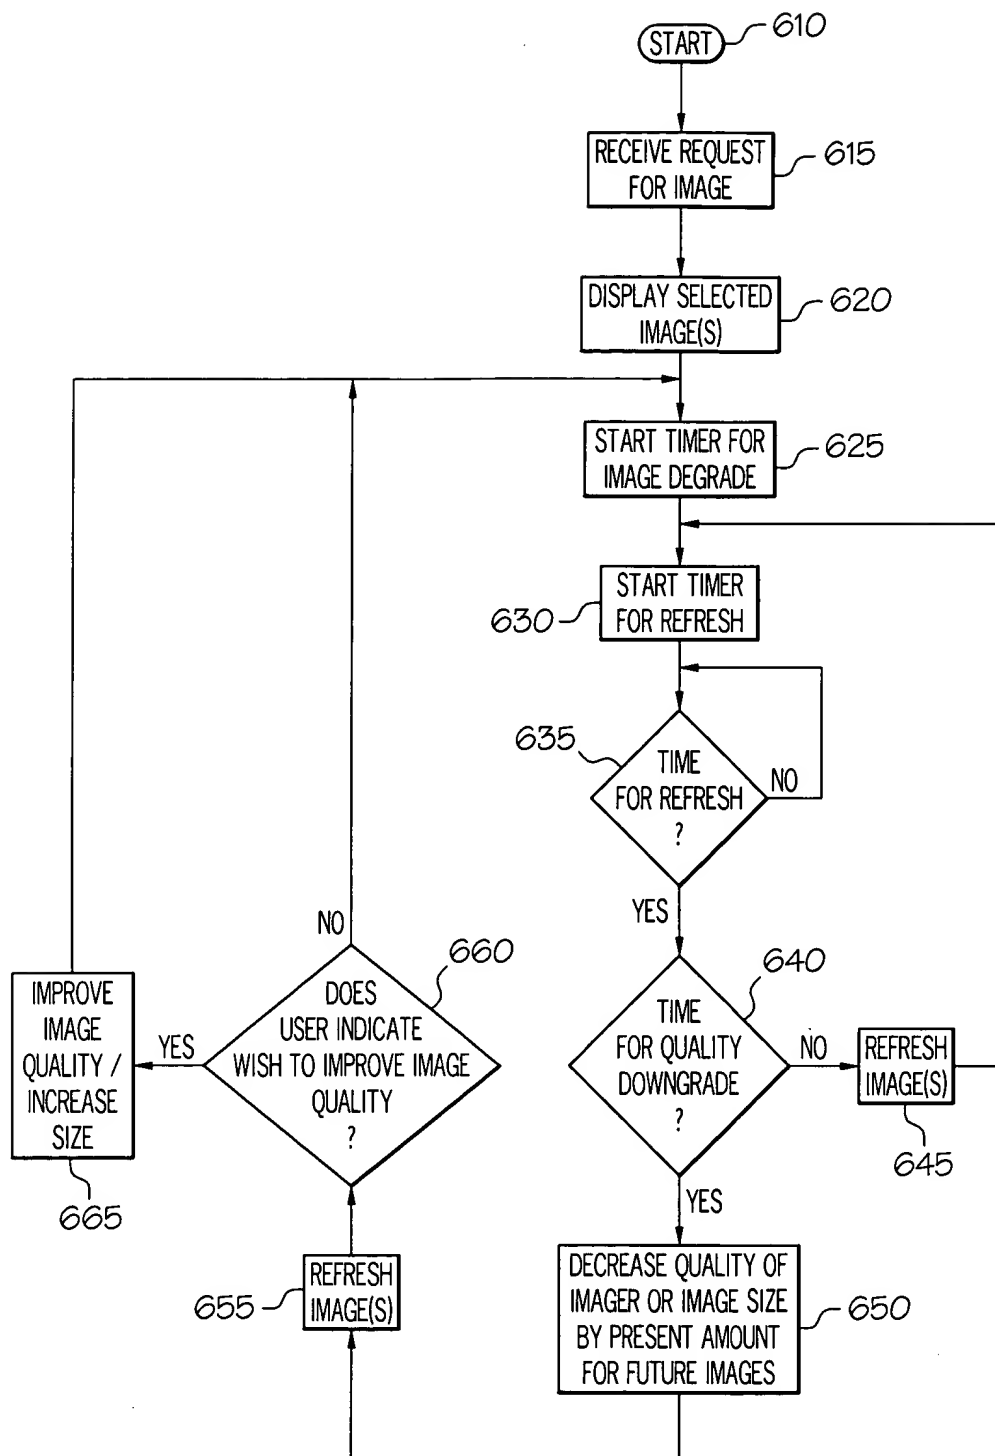 START
610
RECEIVE REQUEST
FOR IMAGE
615
DISPLAY SELECTED
IMAGE(S)
620
START TIMER FOR
IMAGE DEGRADE
625
START TIMER
FOR REFRESH
630
635
TIME
FOR REFRESH
?
NO
YES
640
TIME
FOR QUALITY
DOWNGRADE
?
NO
REFRESH
IMAGE(S)
645
YES
DECREASE QUALITY OF
IMAGER OR IMAGE SIZE
BY PRESENT AMOUNT
FOR FUTURE IMAGES
650
655
REFRESH
IMAGE(S)
660
DOES
USER INDICATE
WISH TO IMPROVE IMAGE
QUALITY
?
NO
YES
IMPROVE
IMAGE
QUALITY /
INCREASE
SIZE
665